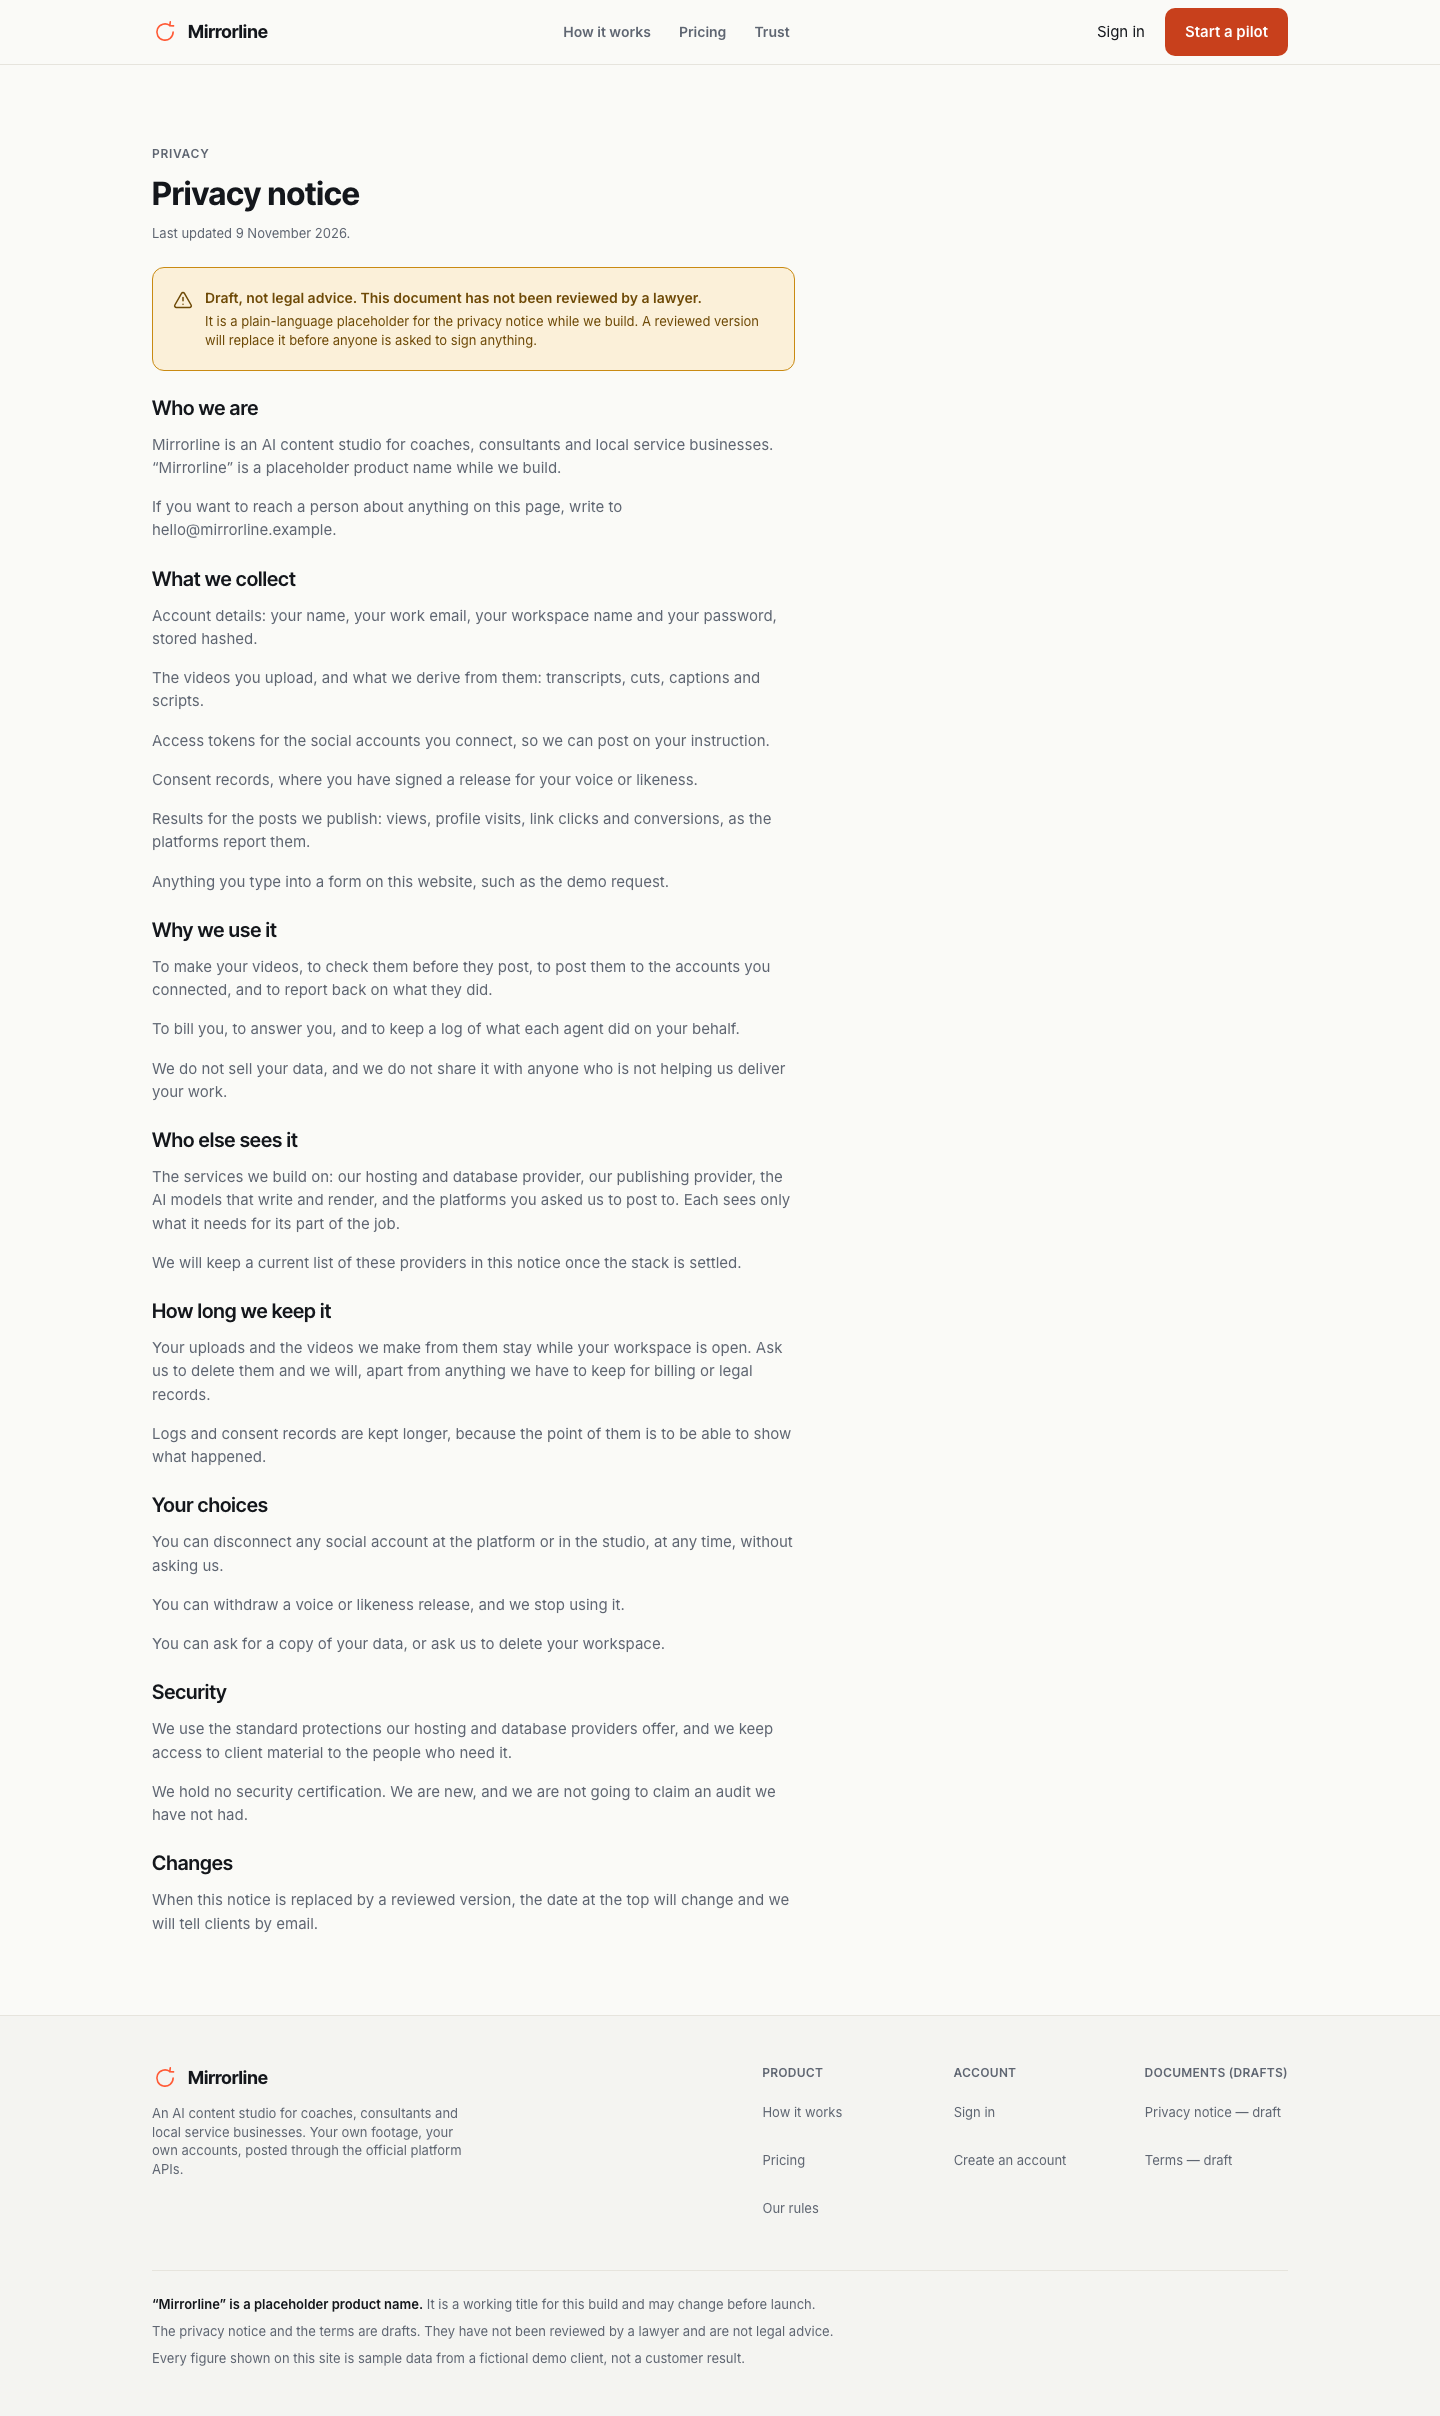 Mirrorline
How it works
Pricing
Trust
Sign in
Start a pilot
PRIVACY
Privacy notice
Last updated 9 November 2026.
Draft, not legal advice. This document has not been reviewed by a lawyer.
It is a plain-language placeholder for the privacy notice while we build. A reviewed version
will replace it before anyone is asked to sign anything.
Who we are
Mirrorline is an AI content studio for coaches, consultants and local service businesses.
“Mirrorline” is a placeholder product name while we build.
If you want to reach a person about anything on this page, write to
hello@mirrorline.example.
What we collect
Account details: your name, your work email, your workspace name and your password,
stored hashed.
The videos you upload, and what we derive from them: transcripts, cuts, captions and
scripts.
Access tokens for the social accounts you connect, so we can post on your instruction.
Consent records, where you have signed a release for your voice or likeness.
Results for the posts we publish: views, profile visits, link clicks and conversions, as the
platforms report them.
Anything you type into a form on this website, such as the demo request.
Why we use it
To make your videos, to check them before they post, to post them to the accounts you
connected, and to report back on what they did.
To bill you, to answer you, and to keep a log of what each agent did on your behalf.
We do not sell your data, and we do not share it with anyone who is not helping us deliver
your work.
Who else sees it
The services we build on: our hosting and database provider, our publishing provider, the
AI models that write and render, and the platforms you asked us to post to. Each sees only
what it needs for its part of the job.
We will keep a current list of these providers in this notice once the stack is settled.
How long we keep it
Your uploads and the videos we make from them stay while your workspace is open. Ask
us to delete them and we will, apart from anything we have to keep for billing or legal
records.
Logs and consent records are kept longer, because the point of them is to be able to show
what happened.
Your choices
You can disconnect any social account at the platform or in the studio, at any time, without
asking us.
You can withdraw a voice or likeness release, and we stop using it.
You can ask for a copy of your data, or ask us to delete your workspace.
Security
We use the standard protections our hosting and database providers offer, and we keep
access to client material to the people who need it.
We hold no security certification. We are new, and we are not going to claim an audit we
have not had.
Changes
When this notice is replaced by a reviewed version, the date at the top will change and we
will tell clients by email.
Mirrorline
An AI content studio for coaches, consultants and
local service businesses. Your own footage, your
own accounts, posted through the official platform
APIs.
PRODUCT
How it works
Pricing
Our rules
ACCOUNT
Sign in
Create an account
DOCUMENTS (DRAFTS)
Privacy notice — draft
Terms — draft
“Mirrorline” is a placeholder product name. It is a working title for this build and may change before launch.
The privacy notice and the terms are drafts. They have not been reviewed by a lawyer and are not legal advice.
Every figure shown on this site is sample data from a fictional demo client, not a customer result.